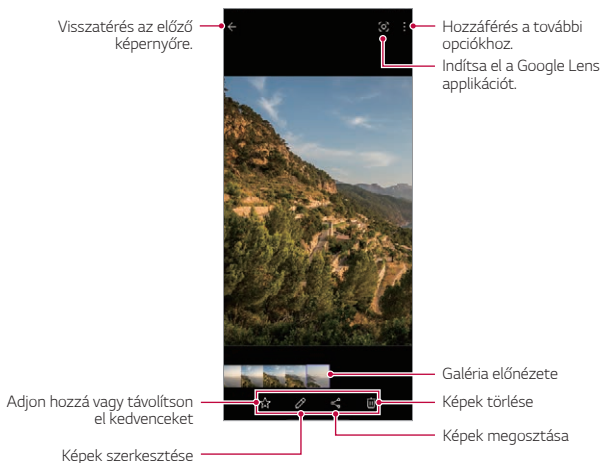 Visszatérés az előző
képernyőre.
Hozzáférés a további
opciókhoz.
Indítsa el a Google Lens
applikációt.
Galéria előnézete
Adjon hozzá vagy távolítson
el kedvenceket
Képek törlése
Képek megosztása
Képek szerkesztése